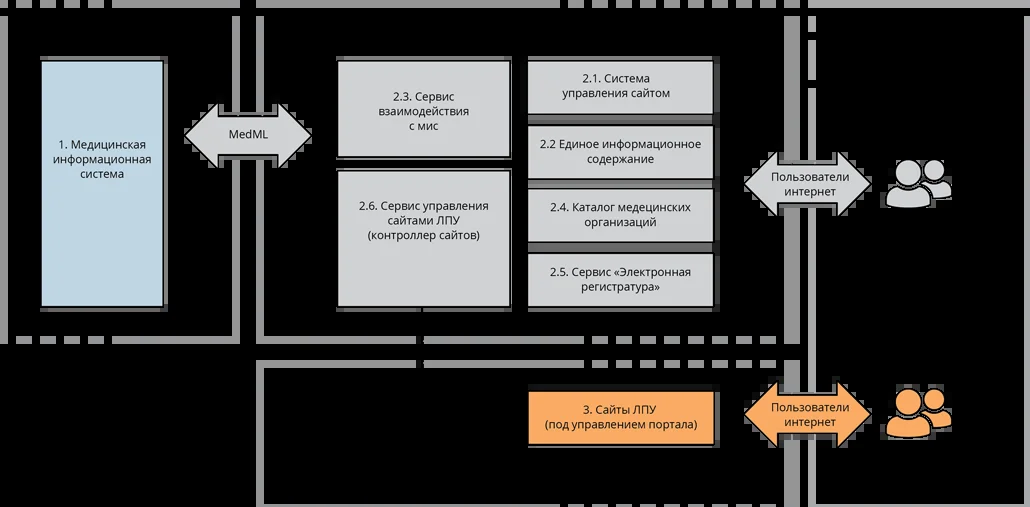 1. Медицинская
информационная
система
MedML
2.3. Сервис
взаимодействия
с мис
2.6. Сервис управления
сайтами ЛПУ
(контроллер сайтов)
2.1. Система
управления сайтом
2.2 Единое информационное
содержание
2.4. Каталог медецинских
организаций
2.5. Сервис «Электронная
регистратура»
Пользователи
интернет
3. Сайты ЛПУ
(под управлением портала)
Пользователи
интернет